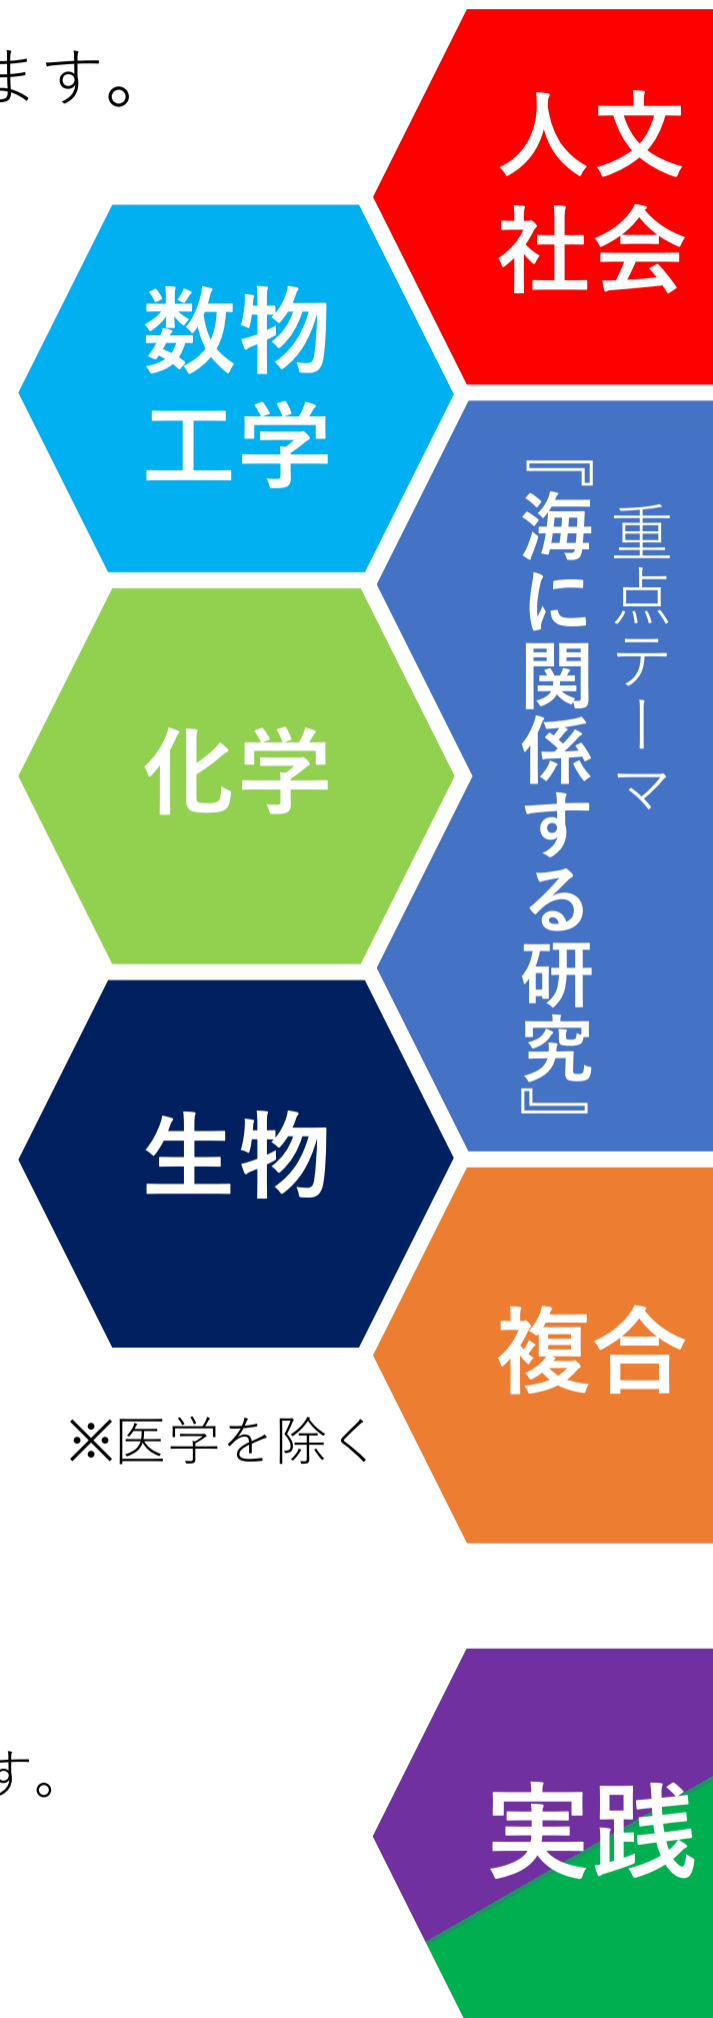 ます。
人文
社会
数物
工学
重点テーマ
『海に関係する研究』
化学
生物
複合
※医学を除く
す。
実践